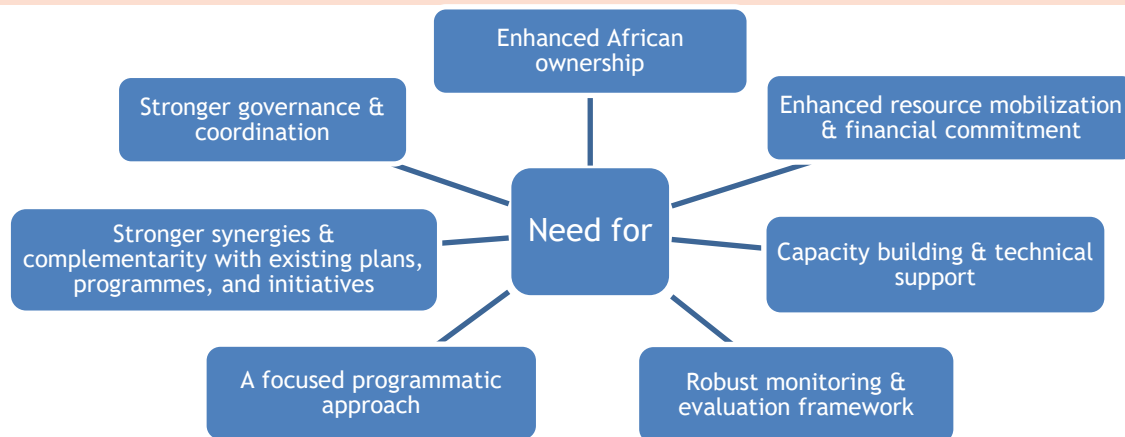 Enhanced African
ownership
Stronger governance &
coordination
Enhanced resource mobilization
& financial commitment
Need for
Stronger synergies &
complementarity with existing plans,
programmes, and initiatives
Capacity building & technical
support
A focused programmatic
approach
Robust monitoring &
evaluation framework